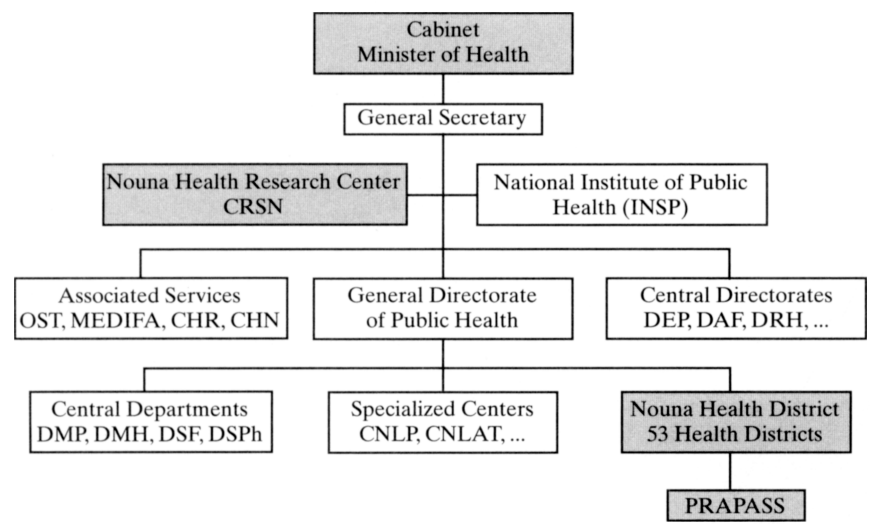 Cabinet
Minister of Health
General Secretary
Nouna Health Research Center
CRSN
National Institute of Public
Health (INSP)
Associated Services
OST, MEDIFA, CHR, CHN
General Directorate
of Public Health
Central Directorates
DEP, DAF, DRH, ...
Central Departments
DMP, DMH, DSF, DSPh
Specialized Centers
CNLP, CNLAT, ...
Nouna Health District
53 Health Districts
PRAPASS